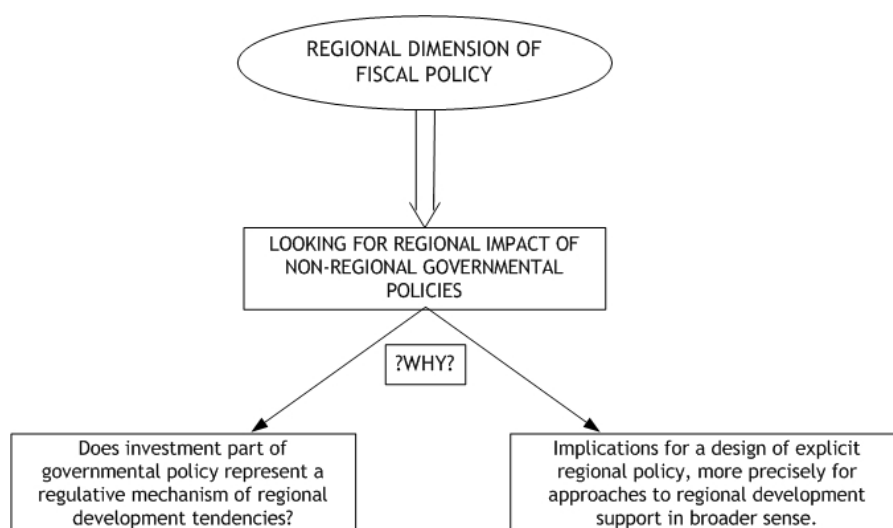 REGIONAL DIMENSION OF
FISCAL POLICY
LOOKING FOR REGIONAL IMPACT OF
NON-REGIONAL GOVERNMENTAL
POLICIES
?WHY?
Does investment part of
governmental policy represent a
regulative mechanism of regional
development tendencies?
Implications for a design of explicit
regional policy, more precisely for
approaches to regional development
support in broader sense.